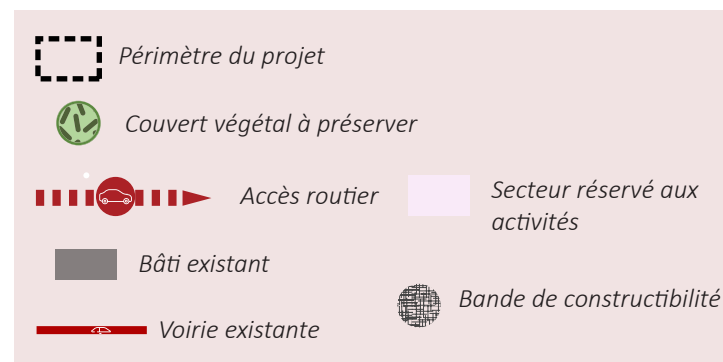 Périmètre du projet
Couvert végétal à préserver
Accès routier
Secteur réservé aux
activités
Bâti existant
Bande de constructibilité
Voirie existante